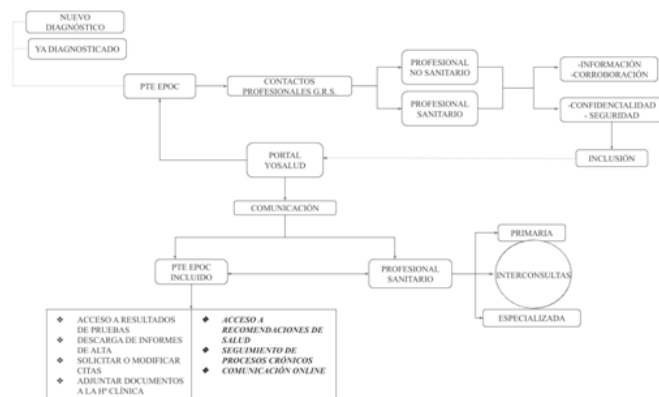 NUEVO
DIAGNÓSTICO
YA DIAGNOSTICADO
PTE EPOC
CONTACTOS
PROFESIONALES G.R.S.
PROFESIONAL
NO SANITARIO
PROFESIONAL
SANITARIO
-INFORMACIÓN
-CORROBORACIÓN
-CONFIDENCIALIDAD
- SEGURIDAD
INCLUSIÓN
PORTAL
YOSALUD
COMUNICACIÓN
PTE EPOC
INCLUIDO
PROFESIONAL
SANITARIO
PRIMARIA
INTERCONSULTAS
ESPECIALIZADA
❖ ACCESO A RESULTADOS
DE PRUEBAS
❖ DESCARGA DE INFORMES
DE ALTA
❖ SOLICITAR O MODIFICAR
CITAS
❖ ADJUNTAR DOCUMENTOS
A LA Hª CLÍNICA
❖ ACCESO A
RECOMENDACIONES DE
SALUD
❖ SEGUIMIENTO DE
PROCESOS CRÓNICOS
❖ COMUNICACIÓN ONLINE